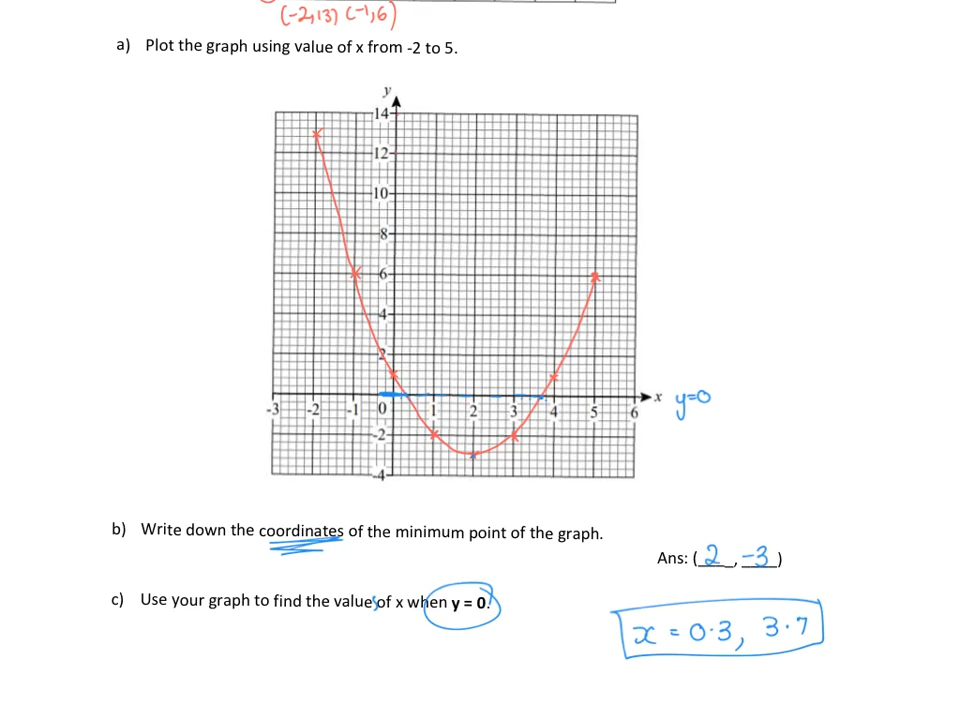 (-2,13) (-1,6)
a) Plot the graph using value of x from -2 to 5.
y
14
12
10
8
6
4
2
-3 -2 -1 0 1 2 3 4 5 6 x y=0
-2
-4
b) Write down the coordinates of the minimum point of the graph.
Ans: (2, -3)
c) Use your graph to find the values of x when y = 0.
x = 0.3, 3.7